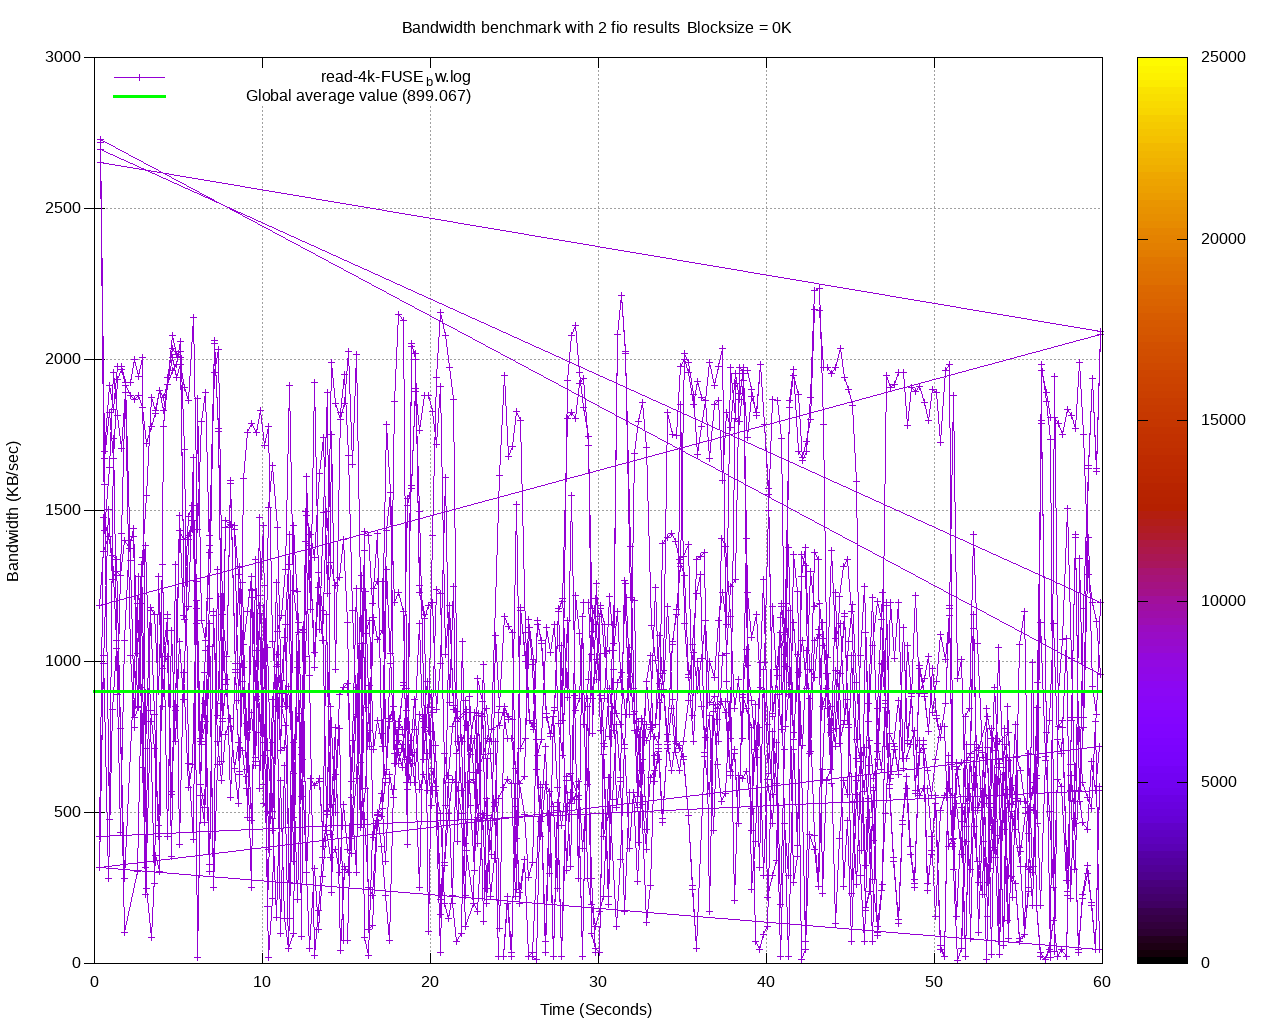 Bandwidth benchmark with 2 fio results Blocksize = 0K
read-4k-FUSE_bw.log
Global average value (899.067)
3000
2500
2000
1500
1000
500
0
0 10 20 30 40 50 60
Time (Seconds)
Bandwidth (KB/sec)
25000
20000
15000
10000
5000
0